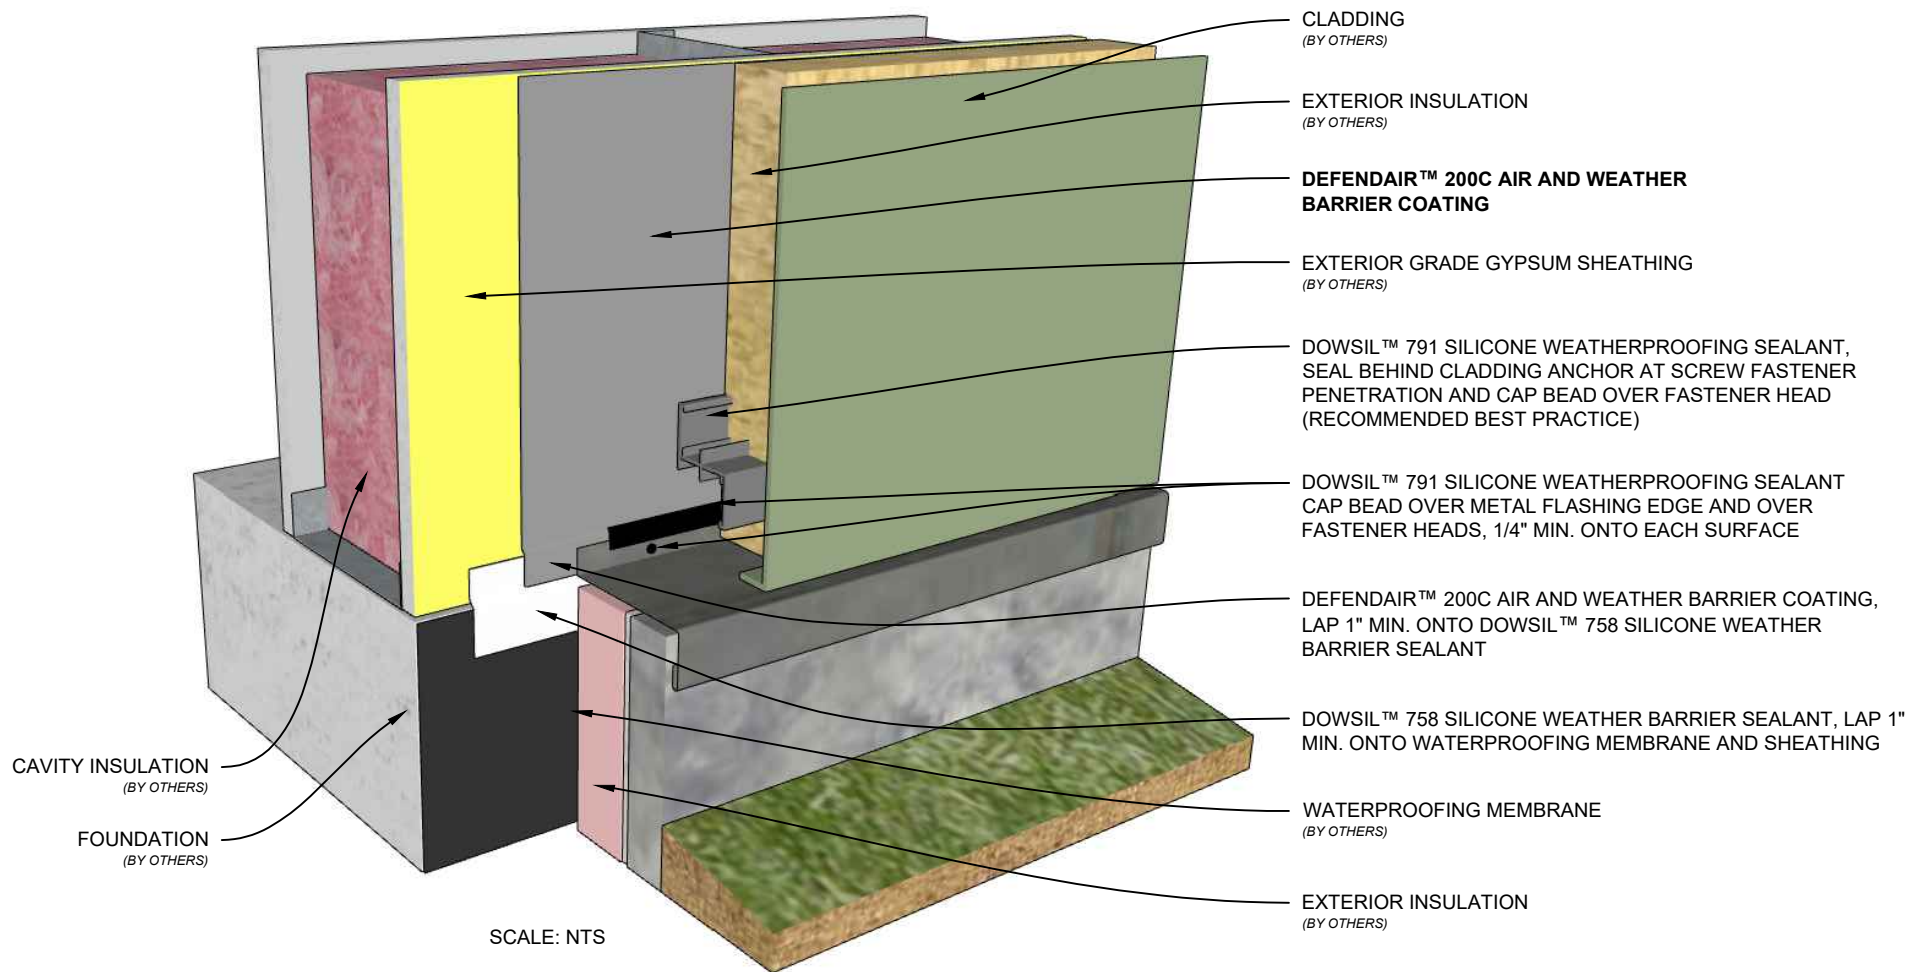 CLADDING
(BY OTHERS)
EXTERIOR INSULATION
(BY OTHERS)
DEFENDAIR™ 200C AIR AND WEATHER
BARRIER COATING
EXTERIOR GRADE GYPSUM SHEATHING
(BY OTHERS)
DOWSIL™ 791 SILICONE WEATHERPROOFING SEALANT,
SEAL BEHIND CLADDING ANCHOR AT SCREW FASTENER
PENETRATION AND CAP BEAD OVER FASTENER HEAD
(RECOMMENDED BEST PRACTICE)
DOWSIL™ 791 SILICONE WEATHERPROOFING SEALANT
CAP BEAD OVER METAL FLASHING EDGE AND OVER
FASTENER HEADS, 1/4" MIN. ONTO EACH SURFACE
DEFENDAIR™ 200C AIR AND WEATHER BARRIER COATING,
LAP 1" MIN. ONTO DOWSIL™ 758 SILICONE WEATHER
BARRIER SEALANT
DOWSIL™ 758 SILICONE WEATHER BARRIER SEALANT, LAP 1"
MIN. ONTO WATERPROOFING MEMBRANE AND SHEATHING
WATERPROOFING MEMBRANE
(BY OTHERS)
EXTERIOR INSULATION
(BY OTHERS)
CAVITY INSULATION
(BY OTHERS)
FOUNDATION
(BY OTHERS)
SCALE: NTS